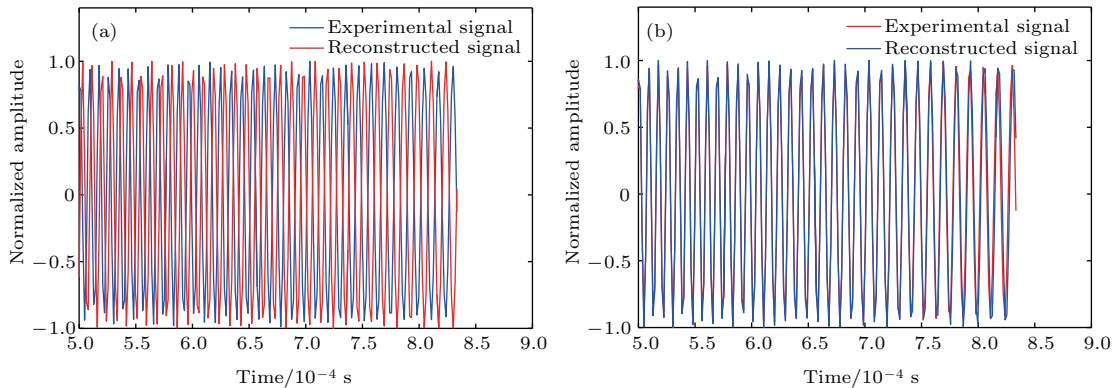 (a)
Experimental signal
Reconstructed signal
1.0
0.5
0
−0.5
−1.0
Normalized amplitude
5.0 5.5 6.0 6.5 7.0 7.5 8.0 8.5 9.0
Time/10⁻⁴ s
(b)
Experimental signal
Reconstructed signal
1.0
0.5
0
−0.5
−1.0
Normalized amplitude
5.0 5.5 6.0 6.5 7.0 7.5 8.0 8.5 9.0
Time/10⁻⁴ s